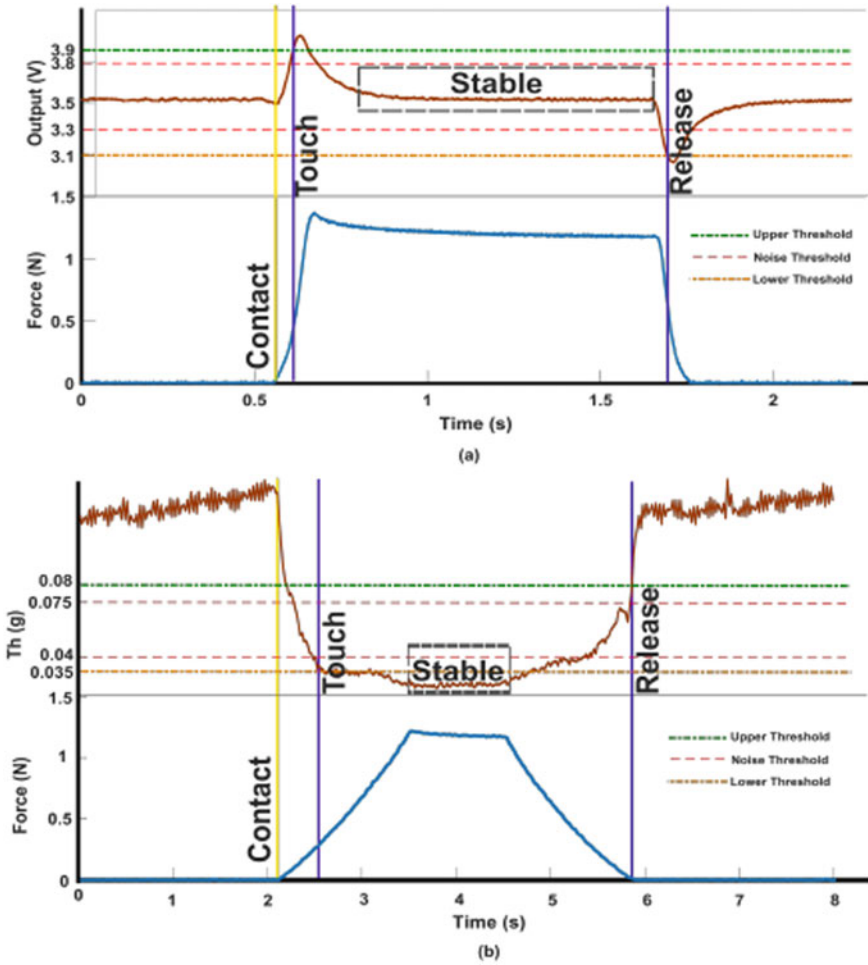 3.9
3.8
3.5
3.3
3.1
Output (V)
Stable
Touch
Release
1.5
1
0.5
0
Force (N)
Contact
Upper Threshold
Noise Threshold
Lower Threshold
0 0.5 1 1.5 2
Time (s)
(a)
0.08
0.075
0.04
0.035
Th (g)
Touch
Stable
Release
1.5
1
0.5
0
Force (N)
Contact
Upper Threshold
Noise Threshold
Lower Threshold
0 1 2 3 4 5 6 7 8
Time (s)
(b)